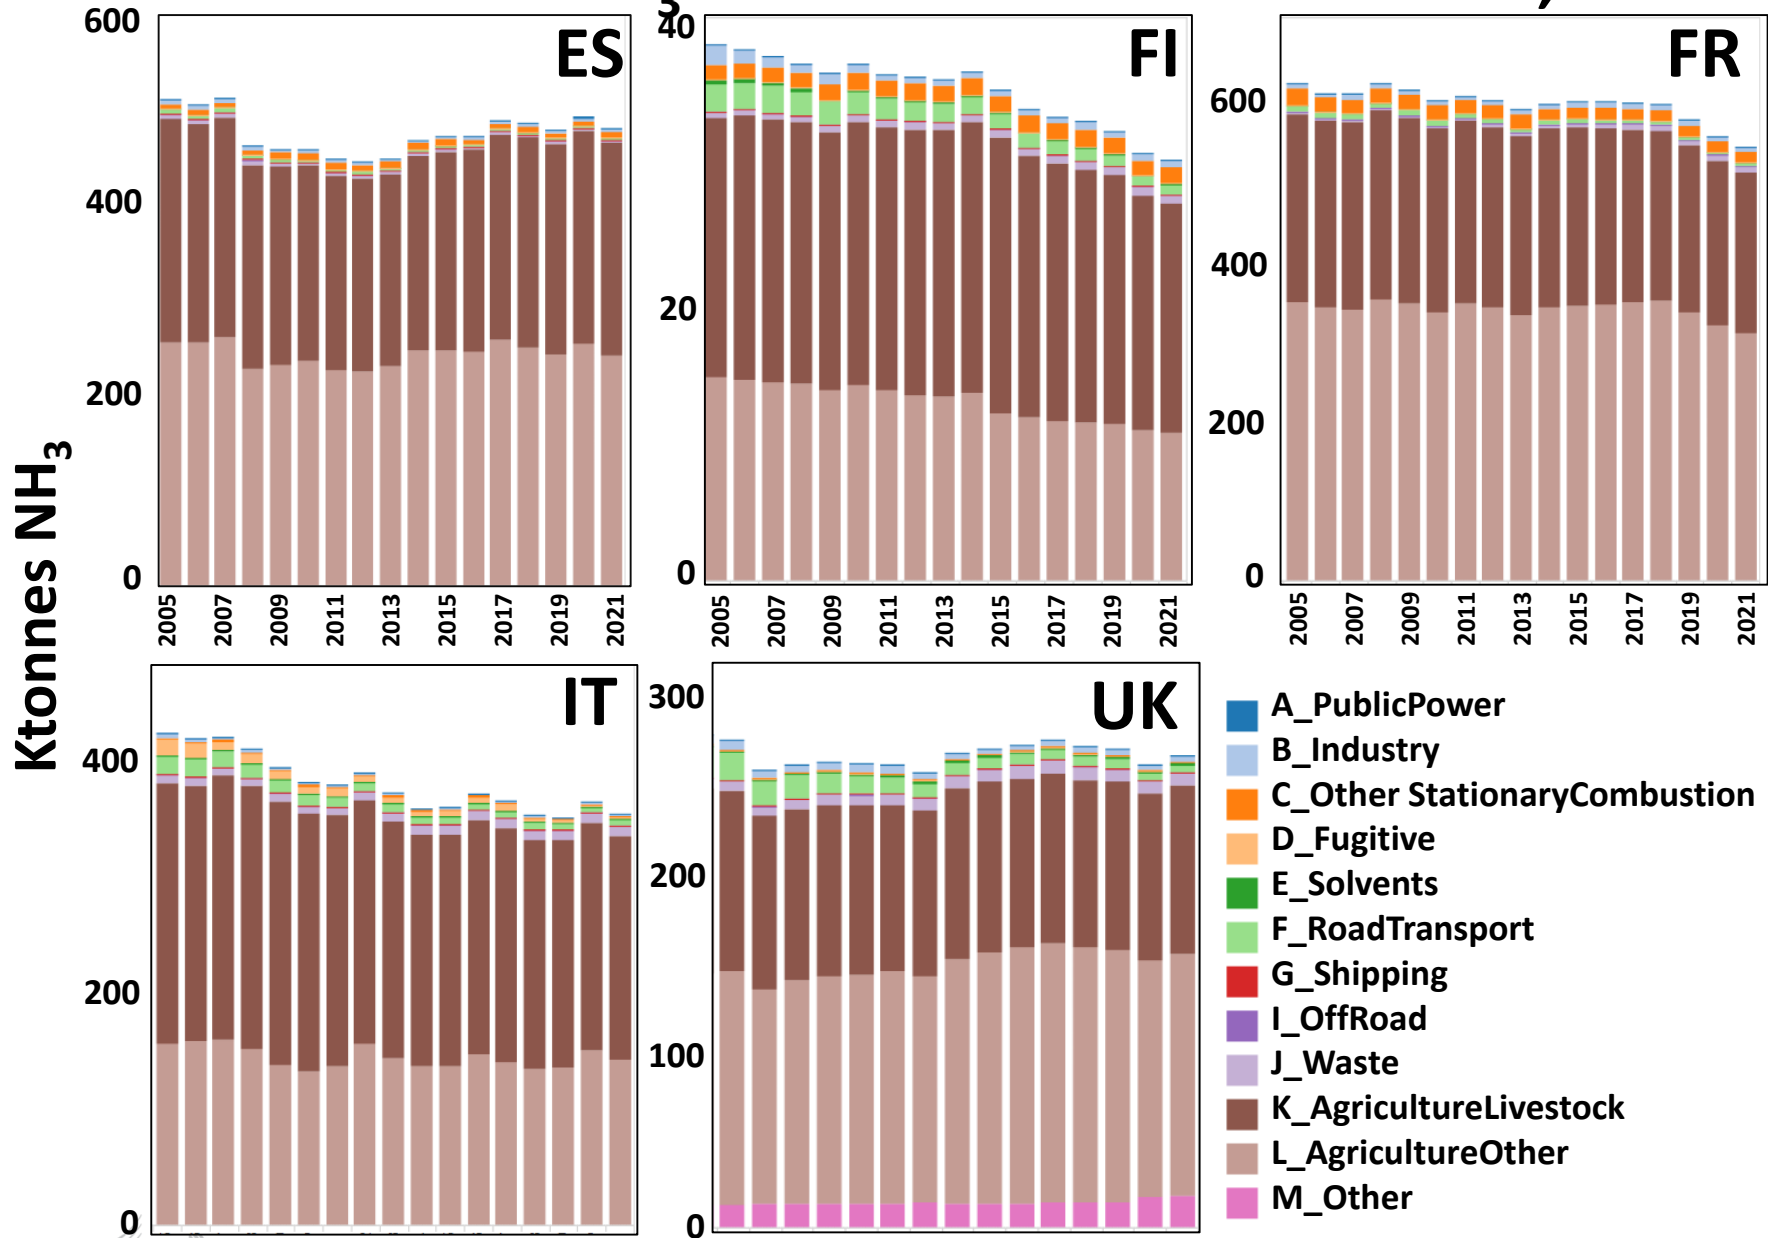 3
,
600
400
200
0
ES
2005
2007
2009
2011
2013
2015
2017
2019
2021
40
20
0
FI
2005
2007
2009
2011
2013
2015
2017
2019
2021
600
400
200
0
FR
2005
2007
2009
2011
2013
2015
2017
2019
2021
Ktonnes NH3
400
200
0
IT
300
200
100
0
UK
A_PublicPower
B_Industry
C_Other StationaryCombustion
D_Fugitive
E_Solvents
F_RoadTransport
G_Shipping
I_OffRoad
J_Waste
K_AgricultureLivestock
L_AgricultureOther
M_Other